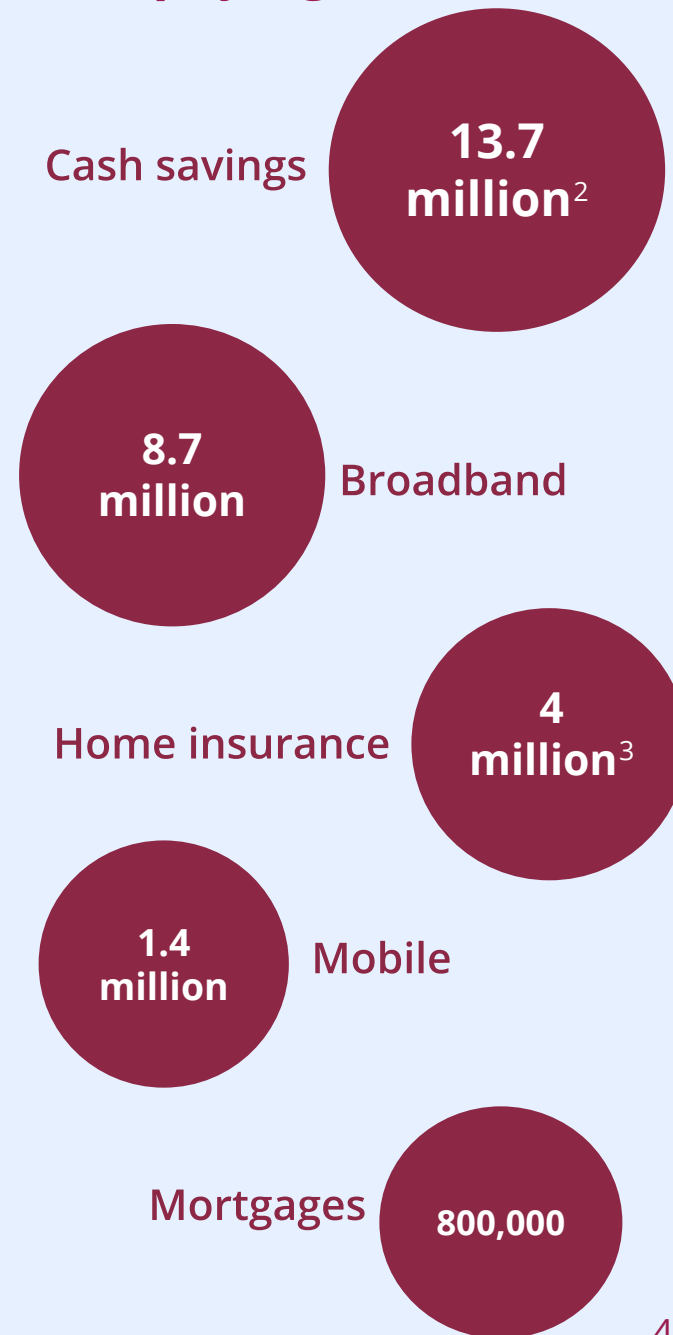 Cash savings
13.7
million²
8.7
million
Broadband
Home insurance
4
million³
1.4
million
Mobile
Mortgages
800,000
4